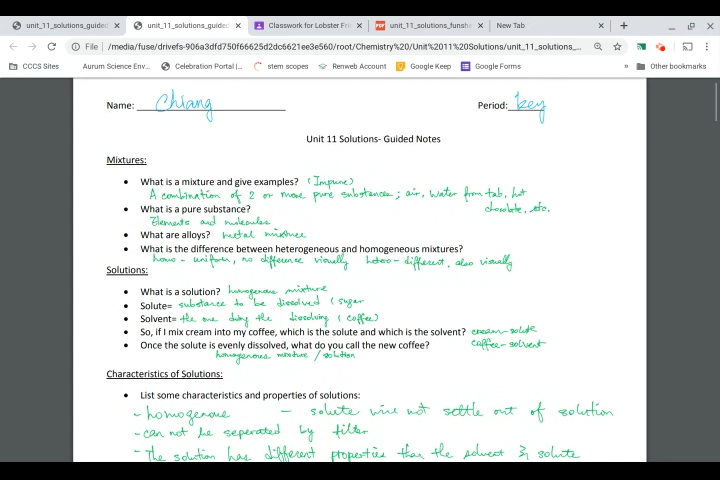 unit_11_solutions_guided
unit_11_solutions_guided
Classwork for Lobster Fri
unit_11_solutions_funshe
New Tab
File | /media/fuse/drivefs-906a3dfd750f66625d2dc6621ee3e560/root/Chemistry%20/Unit%2011%20Solutions/unit_11_solutions_...
CCCS Sites
Aurum Science Env...
Celebration Portal |...
stem scopes
Renweb Account
Google Keep
Google Forms
»
Other bookmarks
Name: Chiang
Period: key
Unit 11 Solutions- Guided Notes
Mixtures:
• What is a mixture and give examples? (Impure)
A combination of 2 or more pure substances; air, water from tab, hot
chocolate, etc.
• What is a pure substance?
Elements and molecules
• What are alloys? metal mixture
• What is the difference between heterogeneous and homogeneous mixtures?
homo - uniform, no difference visually hetero - different, also visually
Solutions:
• What is a solution? homogenous mixture
• Solute= substance to be dissolved (sugar
• Solvent= the one doing the dissolving (coffee)
• So, if I mix cream into my coffee, which is the solute and which is the solvent? cream-solute
coffee-solvent
• Once the solute is evenly dissolved, what do you call the new coffee?
homogenous mixture / solution
Characteristics of Solutions:
• List some characteristics and properties of solutions:
- homogenous - solute will not settle out of solution
- can not be seperated by filter
- The solution has different properties than the solvent & solute